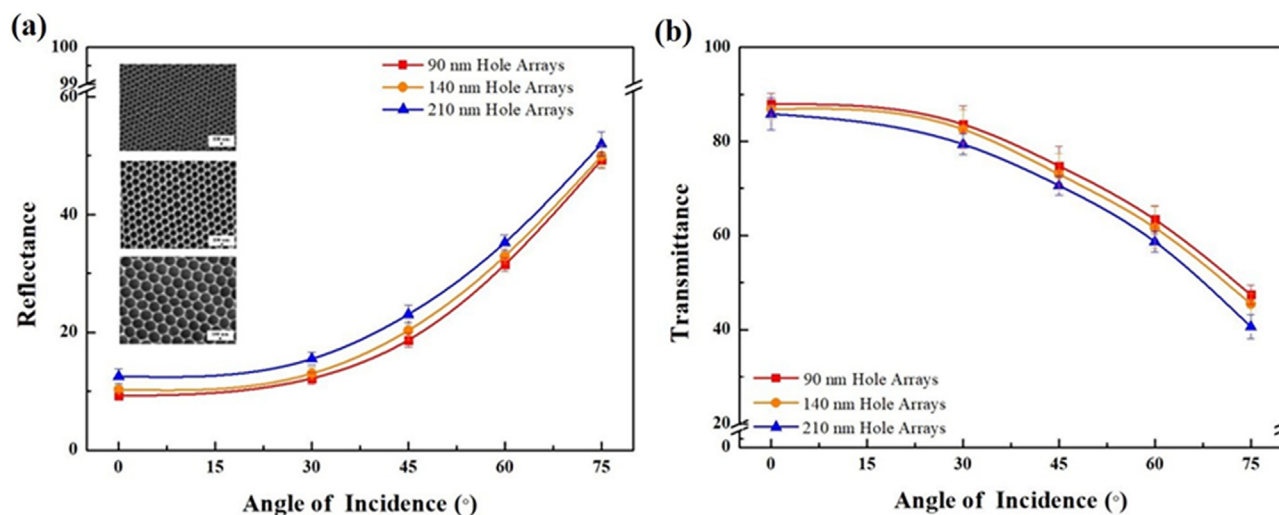 (a)
100
99
60
40
20
0
Reflectance
90 nm Hole Arrays
140 nm Hole Arrays
210 nm Hole Arrays
0 15 30 45 60 75
Angle of Incidence (°)
(b)
100
80
60
40
20
0
Transmittance
90 nm Hole Arrays
140 nm Hole Arrays
210 nm Hole Arrays
0 15 30 45 60 75
Angle of Incidence (°)